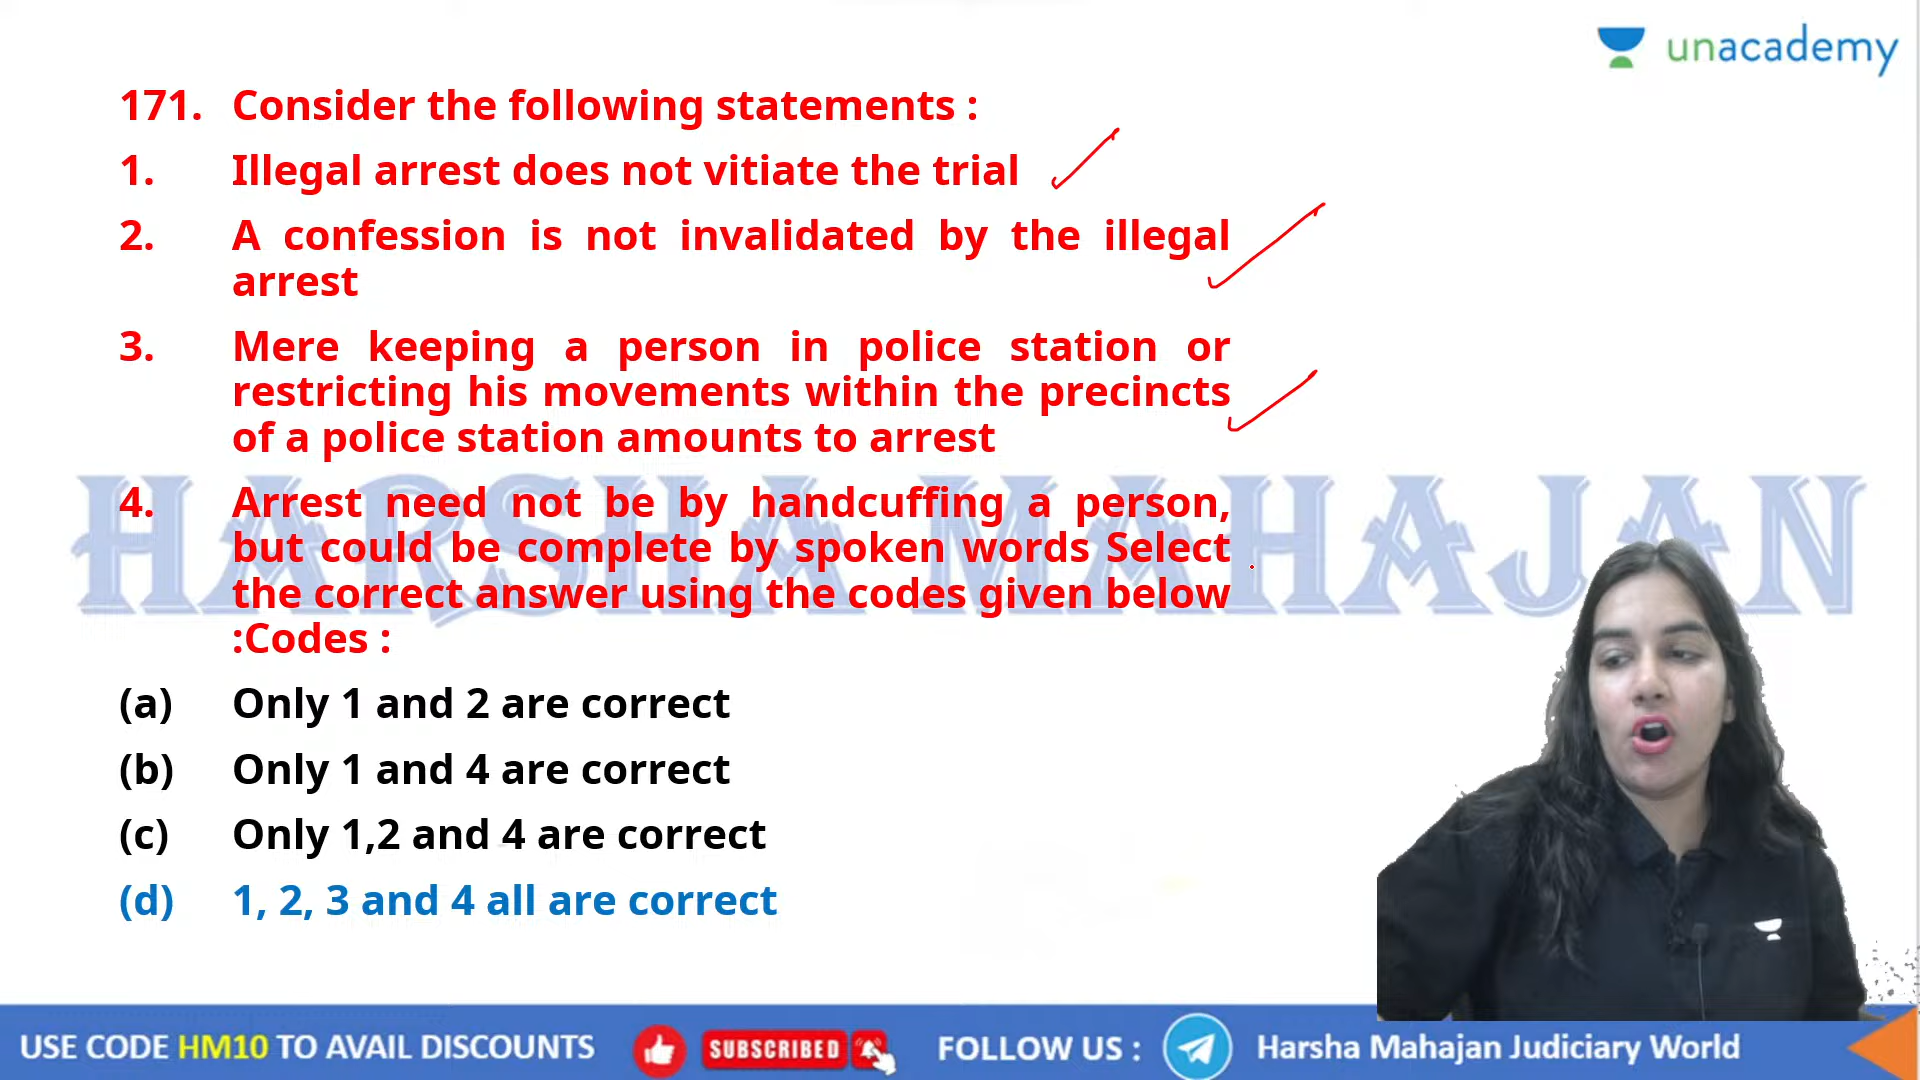 unacademy
171. Consider the following statements :
1. Illegal arrest does not vitiate the trial
2. A confession is not invalidated by the illegal
arrest
3. Mere keeping a person in police station or
restricting his movements within the precincts
of a police station amounts to arrest
HARSHA MAHAJAN
4. Arrest need not be by handcuffing a person,
but could be complete by spoken words Select
the correct answer using the codes given below
:Codes :
(a) Only 1 and 2 are correct
(b) Only 1 and 4 are correct
(c) Only 1,2 and 4 are correct
(d) 1, 2, 3 and 4 all are correct
USE CODE HM10 TO AVAIL DISCOUNTS SUBSCRIBED FOLLOW US : Harsha Mahajan Judiciary World